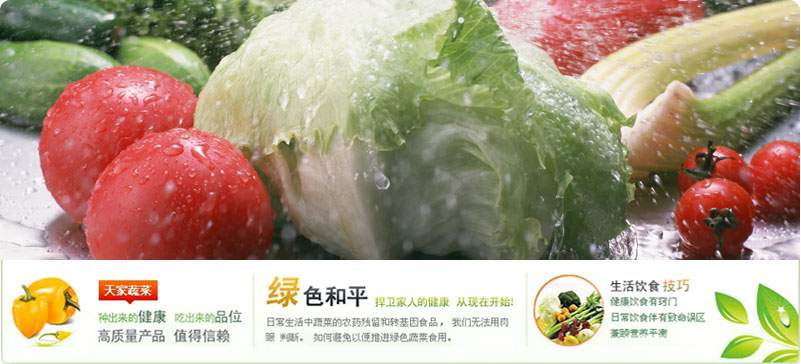 天家蔬菜
种出来的健康 吃出来的品位
高质量产品 值得信赖
绿色和平 捍卫家人的健康 从现在开始!
日常生活中蔬菜的农药残留和转基因食品，我们无法用肉
眼 判断。 如何避免以便推进绿色蔬菜食用。
生活饮食 技巧
健康饮食有窍门
日常饮食伴有致命误区
兼顾营养平衡